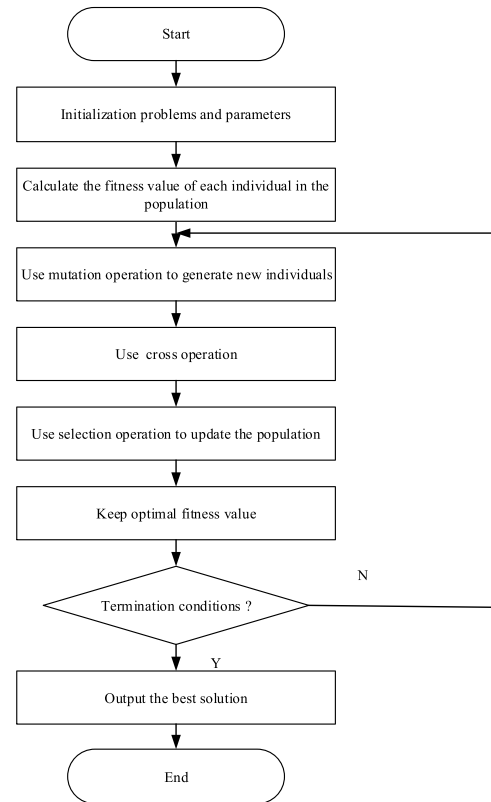 Start
Initialization problems and parameters
Calculate the fitness value of each individual in the
population
Use mutation operation to generate new individuals
Use cross operation
Use selection operation to update the population
Keep optimal fitness value
N
Termination conditions ?
Y
Output the best solution
End